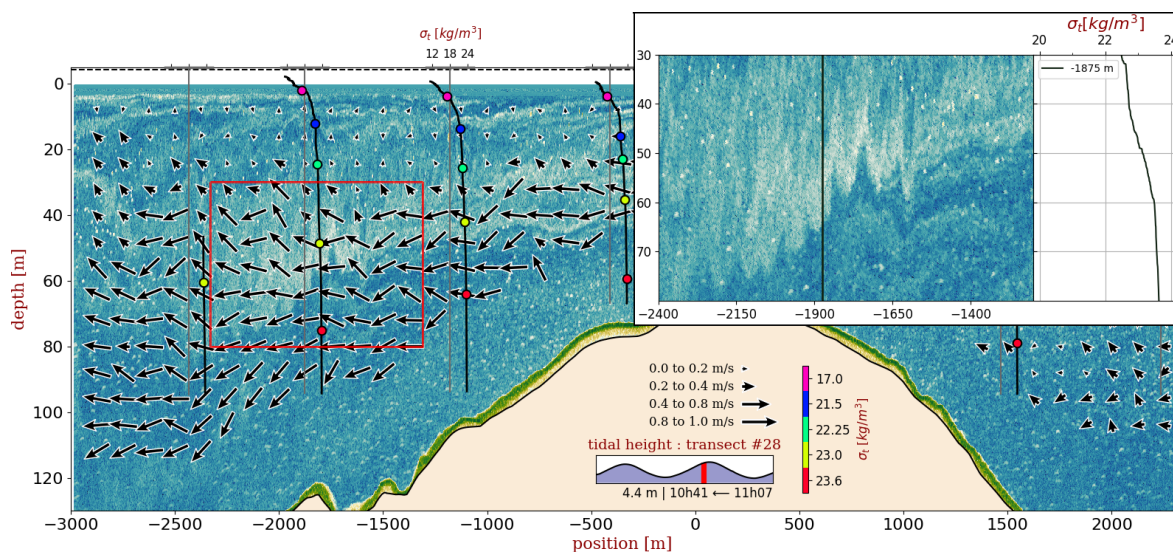 σt [kg/m³]
12 18 24
σt[kg/m³]
20 22 24
30
40
50
60
70
-1875 m
−2400 −2150 −1900 −1650 −1400
depth [m]
0
20
40
60
80
100
120
0.0 to 0.2 m/s
0.2 to 0.4 m/s
0.4 to 0.8 m/s
0.8 to 1.0 m/s
17.0
21.5
22.25
23.0
23.6
σt [kg/m³]
tidal height : transect #28
4.4 m | 10h41 ⟵ 11h07
−3000 −2500 −2000 −1500 −1000 −500 0 500 1000 1500 2000
position [m]